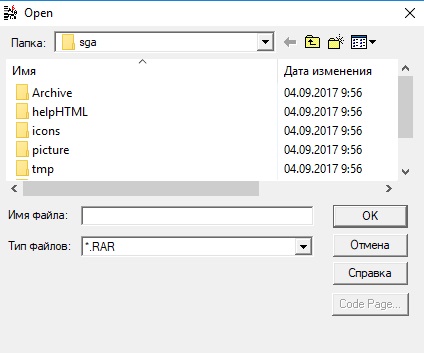 Open
Папка: sga
Имя Дата изменения
Archive 04.09.2017 9:56
helpHTML 04.09.2017 9:56
icons 04.09.2017 9:56
picture 04.09.2017 9:56
tmp 04.09.2017 9:56
Имя файла: OK
Тип файлов: *.RAR Отмена
Справка
Code Page...